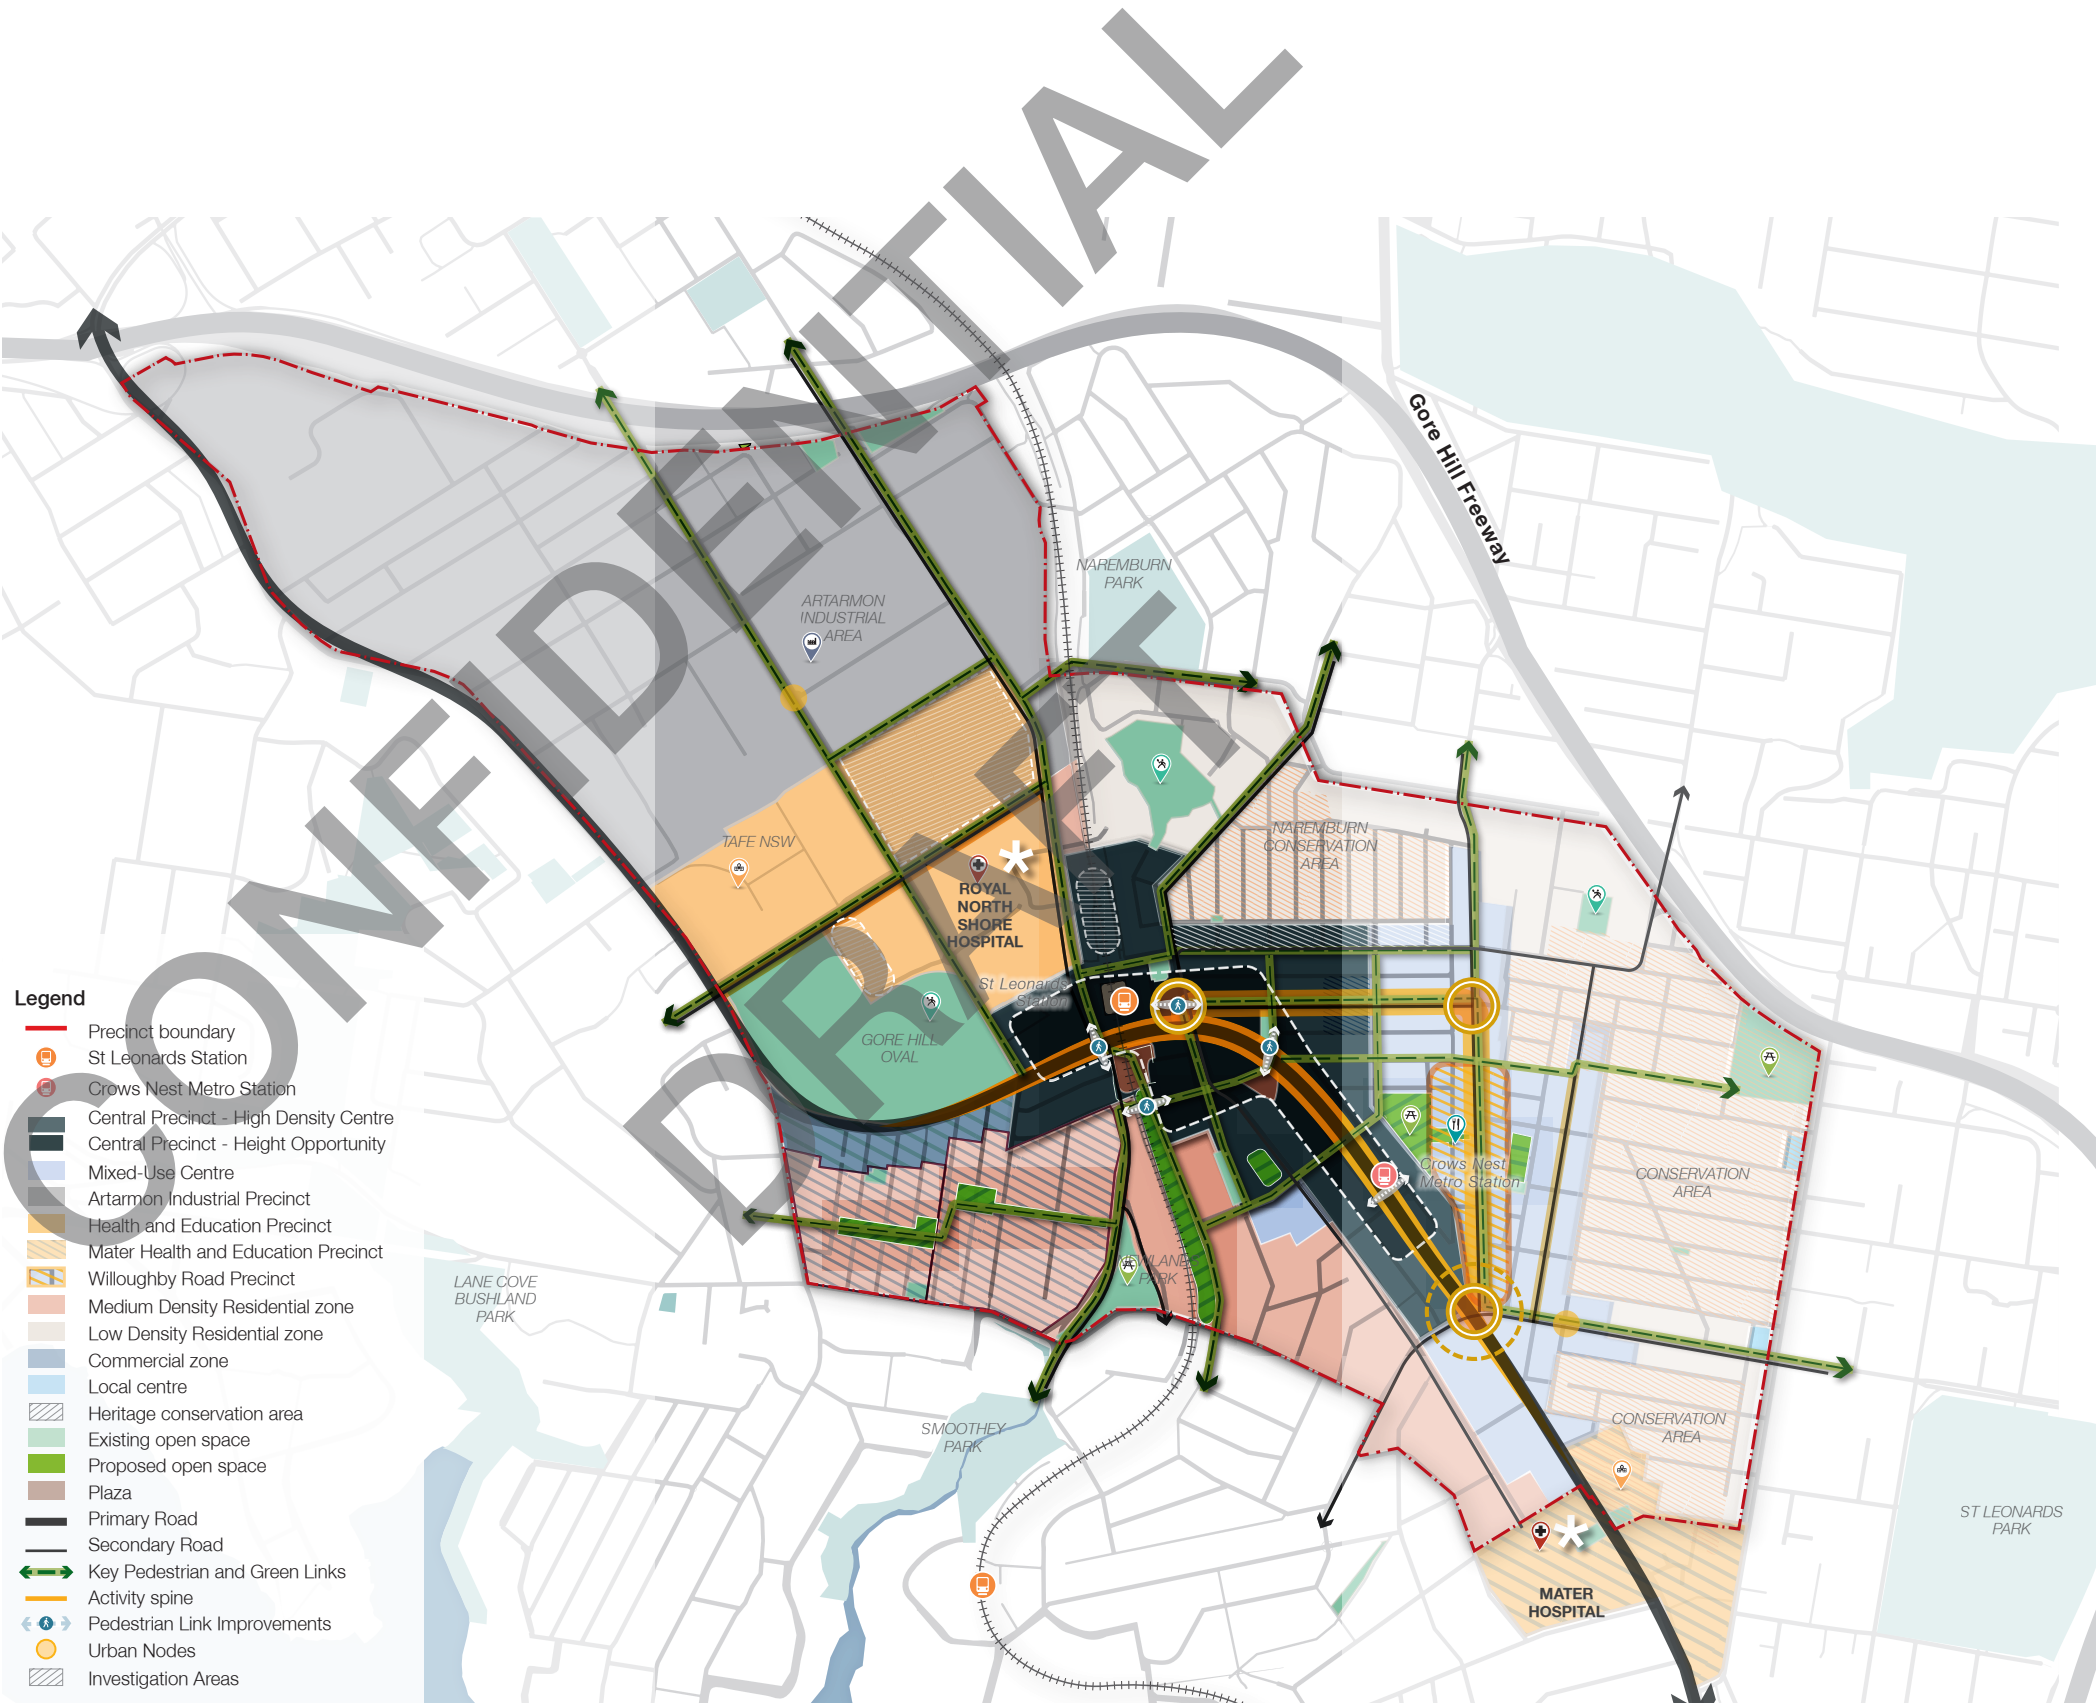 CONFIDENTIAL
DRAFT
Gore Hill Freeway
NAREMBURN
PARK
ARTARMON
INDUSTRIAL
AREA
TAFE NSW
NAREMBURN
CONSERVATION
AREA
ROYAL
NORTH
SHORE
HOSPITAL
St Leonards
Station
GORE HILL
OVAL
Crows Nest
Metro Station
CONSERVATION
AREA
NEWLANDS
PARK
LANE COVE
BUSHLAND
PARK
SMOOTHEY
PARK
CONSERVATION
AREA
ST LEONARDS
PARK
MATER
HOSPITAL
Legend
Precinct boundary
St Leonards Station
Crows Nest Metro Station
Central Precinct - High Density Centre
Central Precinct - Height Opportunity
Mixed-Use Centre
Artarmon Industrial Precinct
Health and Education Precinct
Mater Health and Education Precinct
Willoughby Road Precinct
Medium Density Residential zone
Low Density Residential zone
Commercial zone
Local centre
Heritage conservation area
Existing open space
Proposed open space
Plaza
Primary Road
Secondary Road
Key Pedestrian and Green Links
Activity spine
Pedestrian Link Improvements
Urban Nodes
Investigation Areas